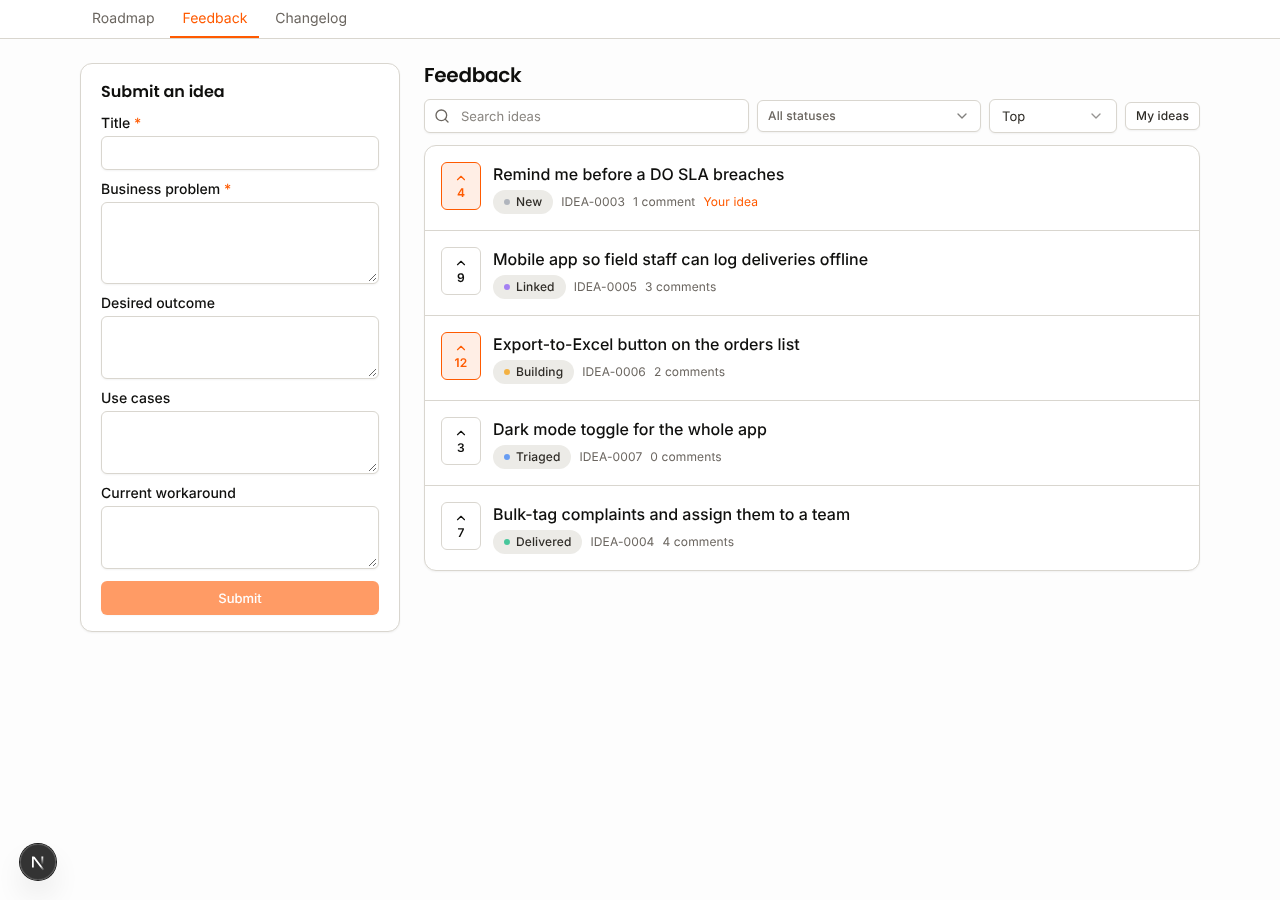 Roadmap Feedback Changelog
Submit an idea
Title *
Business problem *
Desired outcome
Use cases
Current workaround
Submit
Feedback
Search ideas All statuses Top My ideas
4 Remind me before a DO SLA breaches
New IDEA-0003 1 comment Your idea
9 Mobile app so field staff can log deliveries offline
Linked IDEA-0005 3 comments
12 Export-to-Excel button on the orders list
Building IDEA-0006 2 comments
3 Dark mode toggle for the whole app
Triaged IDEA-0007 0 comments
7 Bulk-tag complaints and assign them to a team
Delivered IDEA-0004 4 comments
N